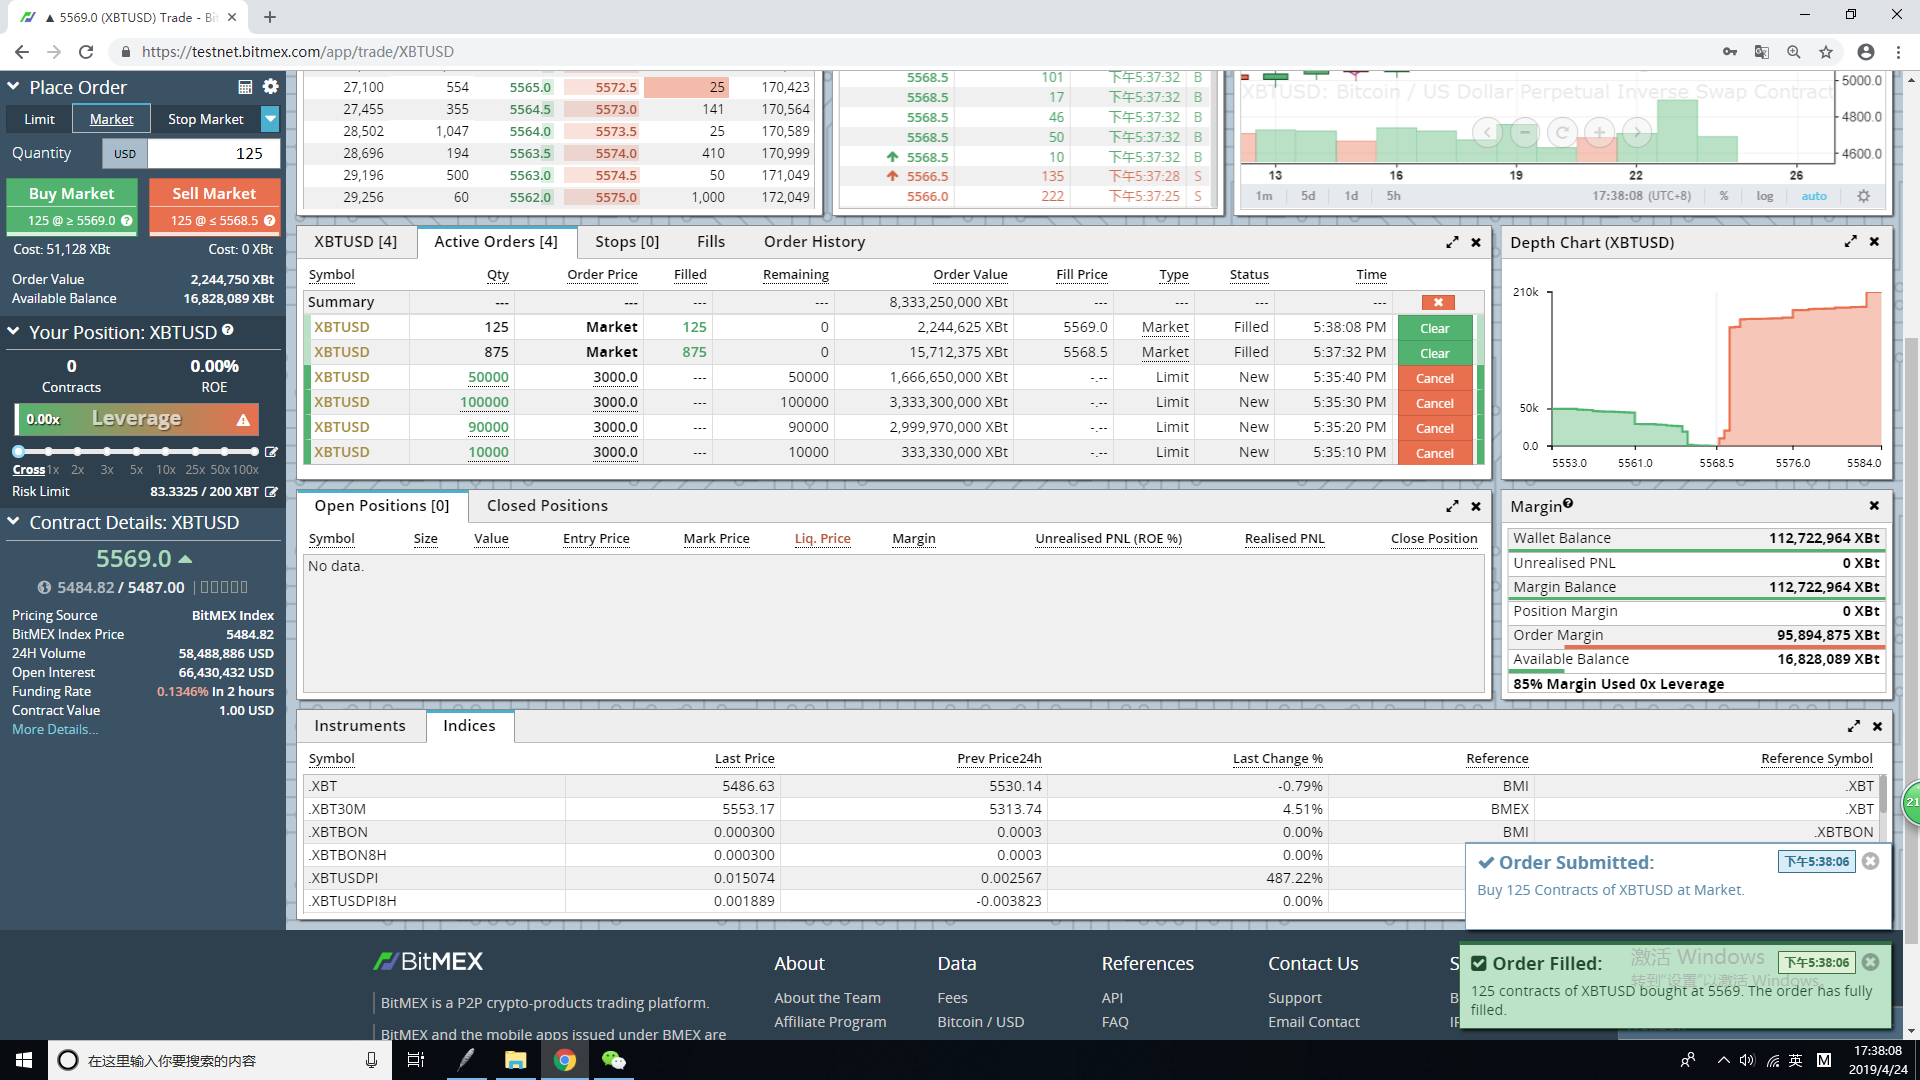 ▲ 5569.0 (XBTUSD) Trade - Bi
https://testnet.bitmex.com/app/trade/XBTUSD
Place Order
Limit Market Stop Market
Quantity USD 125
Buy Market Sell Market
125 @ ≥ 5569.0 125 @ ≤ 5568.5
Cost: 51,128 XBt Cost: 0 XBt
Order Value 2,244,750 XBt
Available Balance 16,828,089 XBt
Your Position: XBTUSD
0 0.00%
Contracts ROE
0.00x Leverage
Cross 1x 2x 3x 5x 10x 25x 50x 100x
Risk Limit 83.3325 / 200 XBT
Contract Details: XBTUSD
5569.0
5484.82 / 5487.00
Pricing Source BitMEX Index
BitMEX Index Price 5484.82
24H Volume 58,488,886 USD
Open Interest 66,430,432 USD
Funding Rate 0.1346% In 2 hours
Contract Value 1.00 USD
More Details...
27,100 554 5565.0 5572.5 25 170,423
27,455 355 5564.5 5573.0 141 170,564
28,502 1,047 5564.0 5573.5 25 170,589
28,696 194 5563.5 5574.0 410 170,999
29,196 500 5563.0 5574.5 50 171,049
29,256 60 5562.0 5575.0 1,000 172,049
5568.5 101 下午5:37:32 B
5568.5 17 下午5:37:32 B
5568.5 46 下午5:37:32 B
5568.5 50 下午5:37:32 B
5568.5 10 下午5:37:32 B
5566.5 135 下午5:37:28 S
5566.0 222 下午5:37:25 S
XBTUSD: Bitcoin / US Dollar Perpetual Inverse Swap Contract
5000.0
4800.0
4600.0
13 16 19 22 26
1m 5d 1d 5h 17:38:08 (UTC+8) % log auto
XBTUSD [4] Active Orders [4] Stops [0] Fills Order History
Symbol Qty Order Price Filled Remaining Order Value Fill Price Type Status Time
Summary --- --- --- --- 8,333,250,000 XBt --- --- --- ---
XBTUSD 125 Market 125 0 2,244,625 XBt 5569.0 Market Filled 5:38:08 PM Clear
XBTUSD 875 Market 875 0 15,712,375 XBt 5568.5 Market Filled 5:37:32 PM Clear
XBTUSD 50000 3000.0 --- 50000 1,666,650,000 XBt -.-- Limit New 5:35:40 PM Cancel
XBTUSD 100000 3000.0 --- 100000 3,333,300,000 XBt -.-- Limit New 5:35:30 PM Cancel
XBTUSD 90000 3000.0 --- 90000 2,999,970,000 XBt -.-- Limit New 5:35:20 PM Cancel
XBTUSD 10000 3000.0 --- 10000 333,330,000 XBt -.-- Limit New 5:35:10 PM Cancel
Depth Chart (XBTUSD)
210k
50k
0.0
5553.0 5561.0 5568.5 5576.0 5584.0
Open Positions [0] Closed Positions
Symbol Size Value Entry Price Mark Price Liq. Price Margin Unrealised PNL (ROE %) Realised PNL Close Position
No data.
Margin
Wallet Balance 112,722,964 XBt
Unrealised PNL 0 XBt
Margin Balance 112,722,964 XBt
Position Margin 0 XBt
Order Margin 95,894,875 XBt
Available Balance 16,828,089 XBt
85% Margin Used 0x Leverage
Instruments Indices
Symbol Last Price Prev Price24h Last Change % Reference Reference Symbol
.XBT 5486.63 5530.14 -0.79% BMI .XBT
.XBT30M 5553.17 5313.74 4.51% BMEX .XBT
.XBTBON 0.000300 0.0003 0.00% BMI .XBTBON
.XBTBON8H 0.000300 0.0003 0.00%
.XBTUSDPI 0.015074 0.002567 487.22%
.XBTUSDPI8H 0.001889 -0.003823 0.00%
Order Submitted: 下午5:38:06
Buy 125 Contracts of XBTUSD at Market.
Order Filled: 下午5:38:06
125 contracts of XBTUSD bought at 5569. The order has fully
filled.
激活 Windows
转到"设置"以激活 Windows。
21
BitMEX
BitMEX is a P2P crypto-products trading platform.
BitMEX and the mobile apps issued under BMEX are
About
About the Team
Affiliate Program
Data
Fees
Bitcoin / USD
References
API
FAQ
Contact Us
Support
Email Contact
S
B
在这里输入你要搜索的内容
英 M
17:38:08
2019/4/24